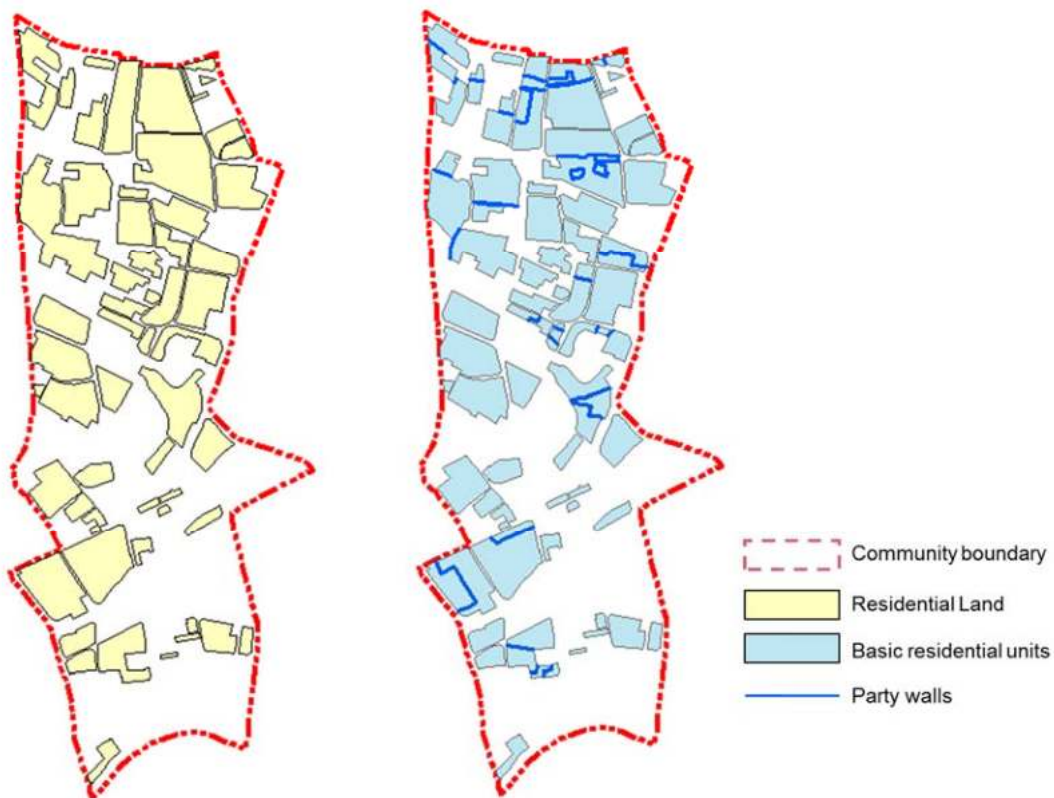 Community boundary
Residential Land
Basic residential units
Party walls